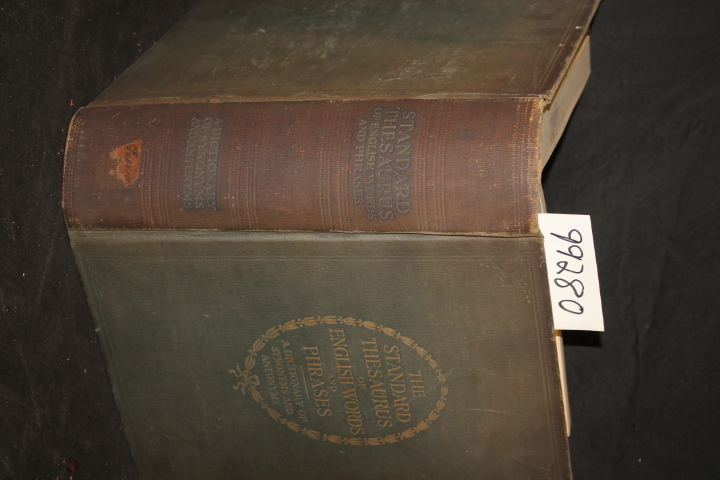 STANDARD
THESAURUS
OF ENGLISH WORDS
AND PHRASES
A DICTIONARY
OF SYNONYMS
AND ANTONYMS
99280
THE
STANDARD
THESAURUS
OF
ENGLISH WORDS
AND
PHRASES
A DICTIONARY OF
SYNONYMS AND
ANTONYMS